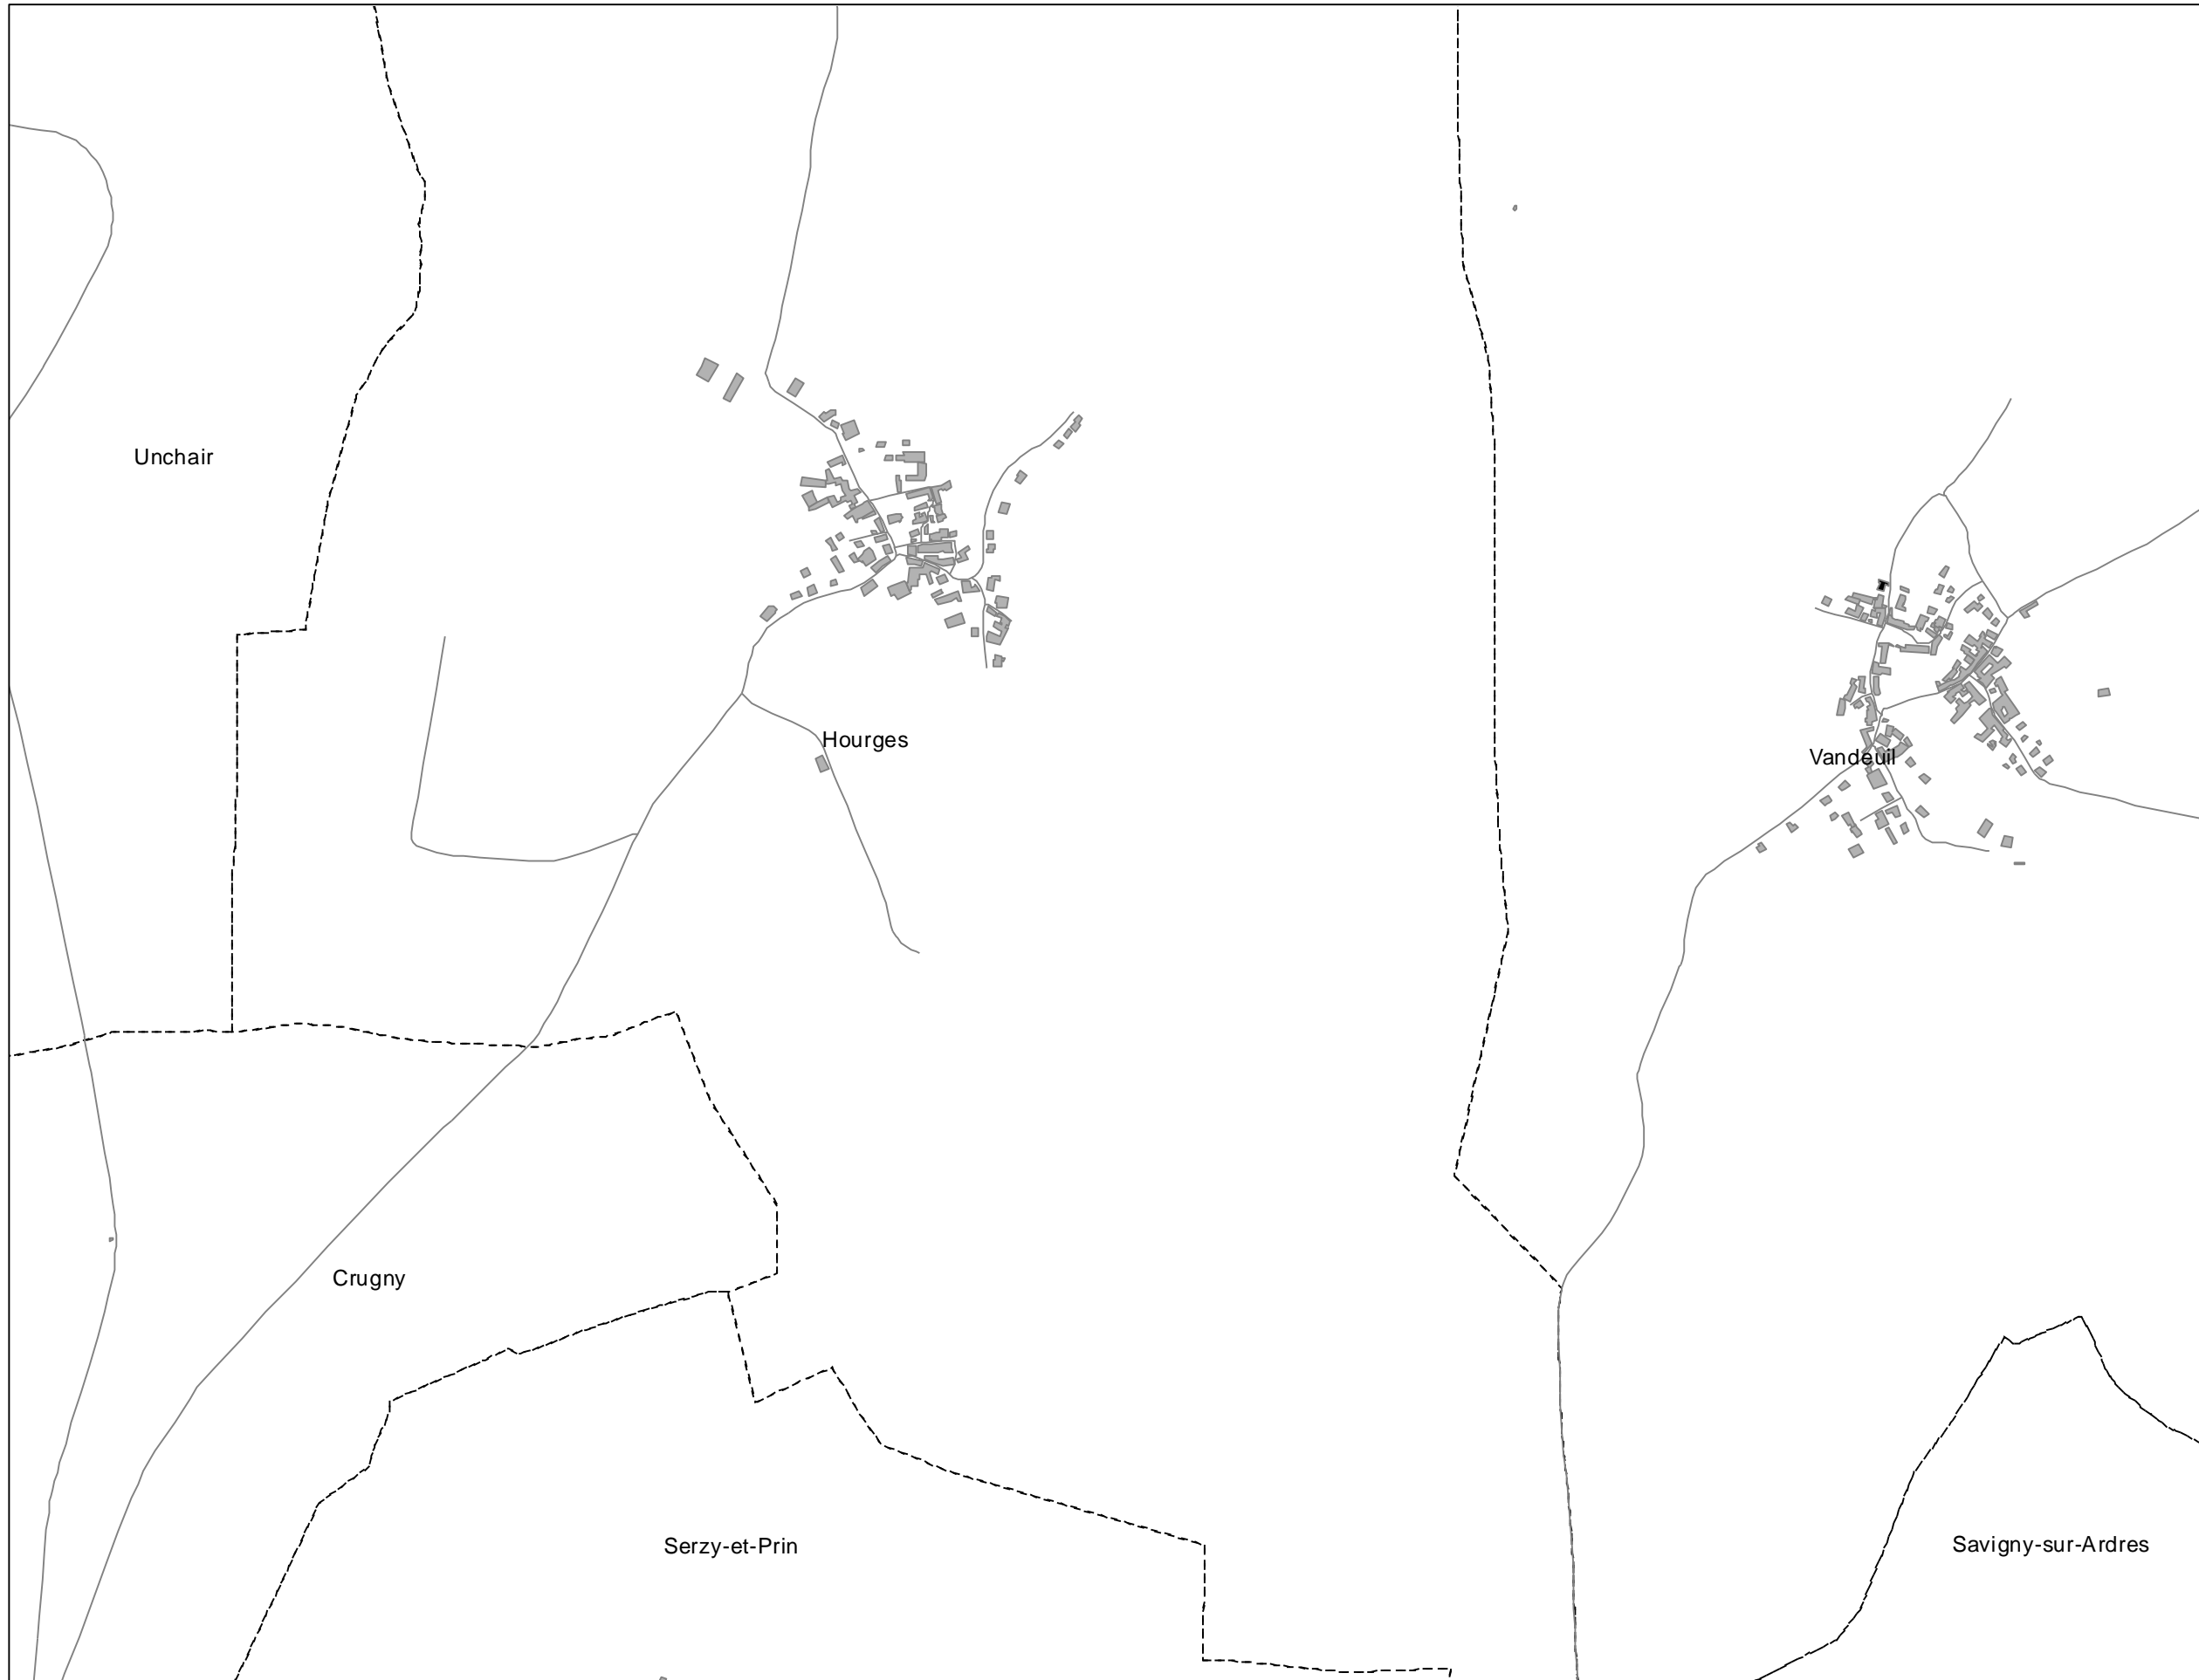 Unchair
Hourges
Vandeuil
Crugny
Serzy-et-Prin
Savigny-sur-Ardres